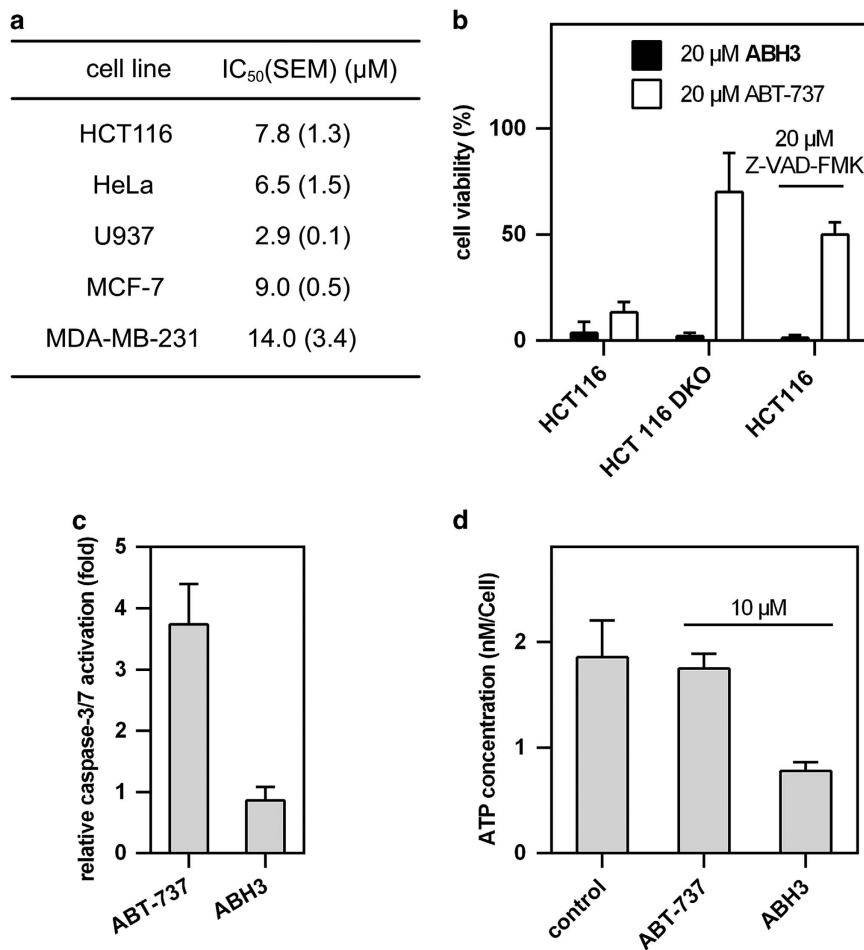 a
cell line IC50(SEM) (µM)
HCT116 7.8 (1.3)
HeLa 6.5 (1.5)
U937 2.9 (0.1)
MCF-7 9.0 (0.5)
MDA-MB-231 14.0 (3.4)
b
20 µM ABH3
20 µM ABT-737
20 µM
Z-VAD-FMK
cell viability (%)
100
50
0
HCT116
HCT 116 DKO
HCT116
c
relative caspase-3/7 activation (fold)
5
4
3
2
1
0
ABT-737
ABH3
d
ATP concentration (nM/Cell)
10 µM
2
1
0
control
ABT-737
ABH3